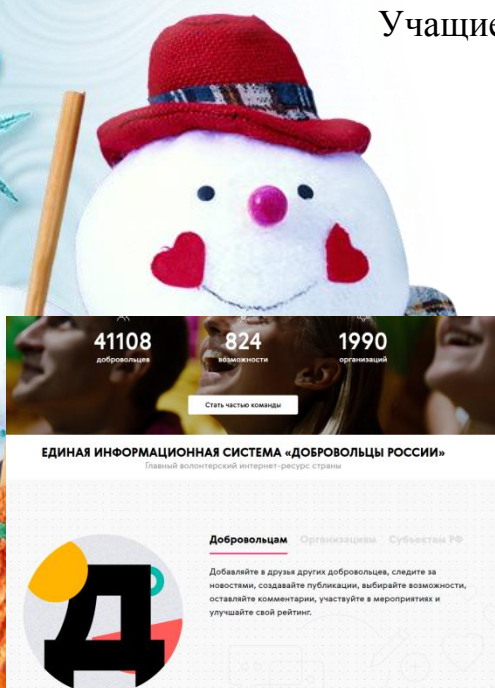 Учащие
41108
824
1990
добровольцев
возможности
организаций
Стать частью команды
ЕДИНАЯ ИНФОРМАЦИОННАЯ СИСТЕМА «ДОБРОВОЛЬЦЫ РОССИИ»
Главный волонтерский интернет-ресурс страны
Добровольцам Организациям Субъектам РФ
Добавляйте в друзья других добровольцев, следите за
новостями, создавайте публикации, выбирайте возможности,
оставляйте комментарии, участвуйте в мероприятиях и
улучшайте свой рейтинг.
Д